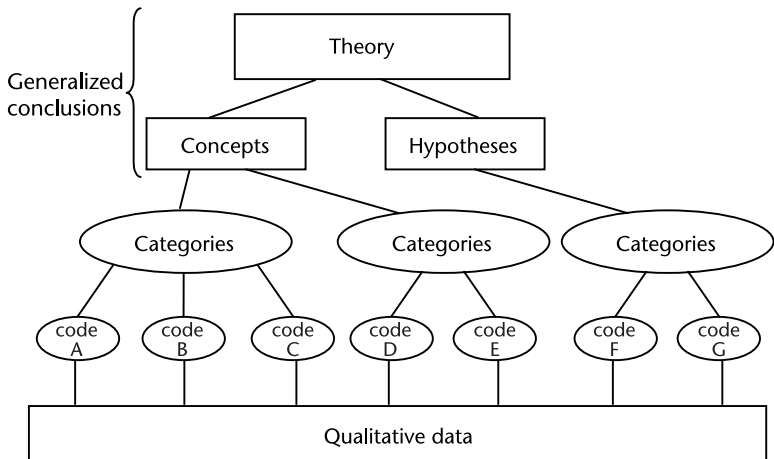 Theory
Generalized
conclusions
Concepts
Hypotheses
Categories
Categories
Categories
code
A
code
B
code
C
code
D
code
E
code
F
code
G
Qualitative data